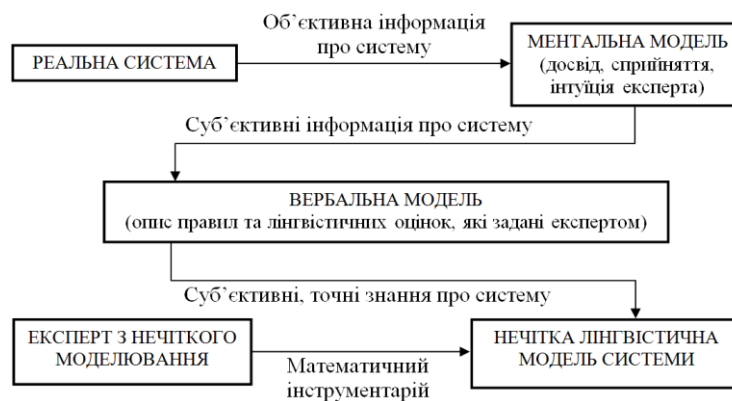 Об’єктивна інформація
про систему
РЕАЛЬНА СИСТЕМА
МЕНТАЛЬНА МОДЕЛЬ
(досвід, сприйняття,
інтуїція експерта)
Суб’єктивні інформація про систему
ВЕРБАЛЬНА МОДЕЛЬ
(опис правил та лінгвістичних оцінок, які задані експертом)
Суб’єктивні, точні знання про систему
ЕКСПЕРТ З НЕЧІТКОГО
МОДЕЛЮВАННЯ
НЕЧІТКА ЛІНГВІСТИЧНА
МОДЕЛЬ СИСТЕМИ
Математичний
інструментарій